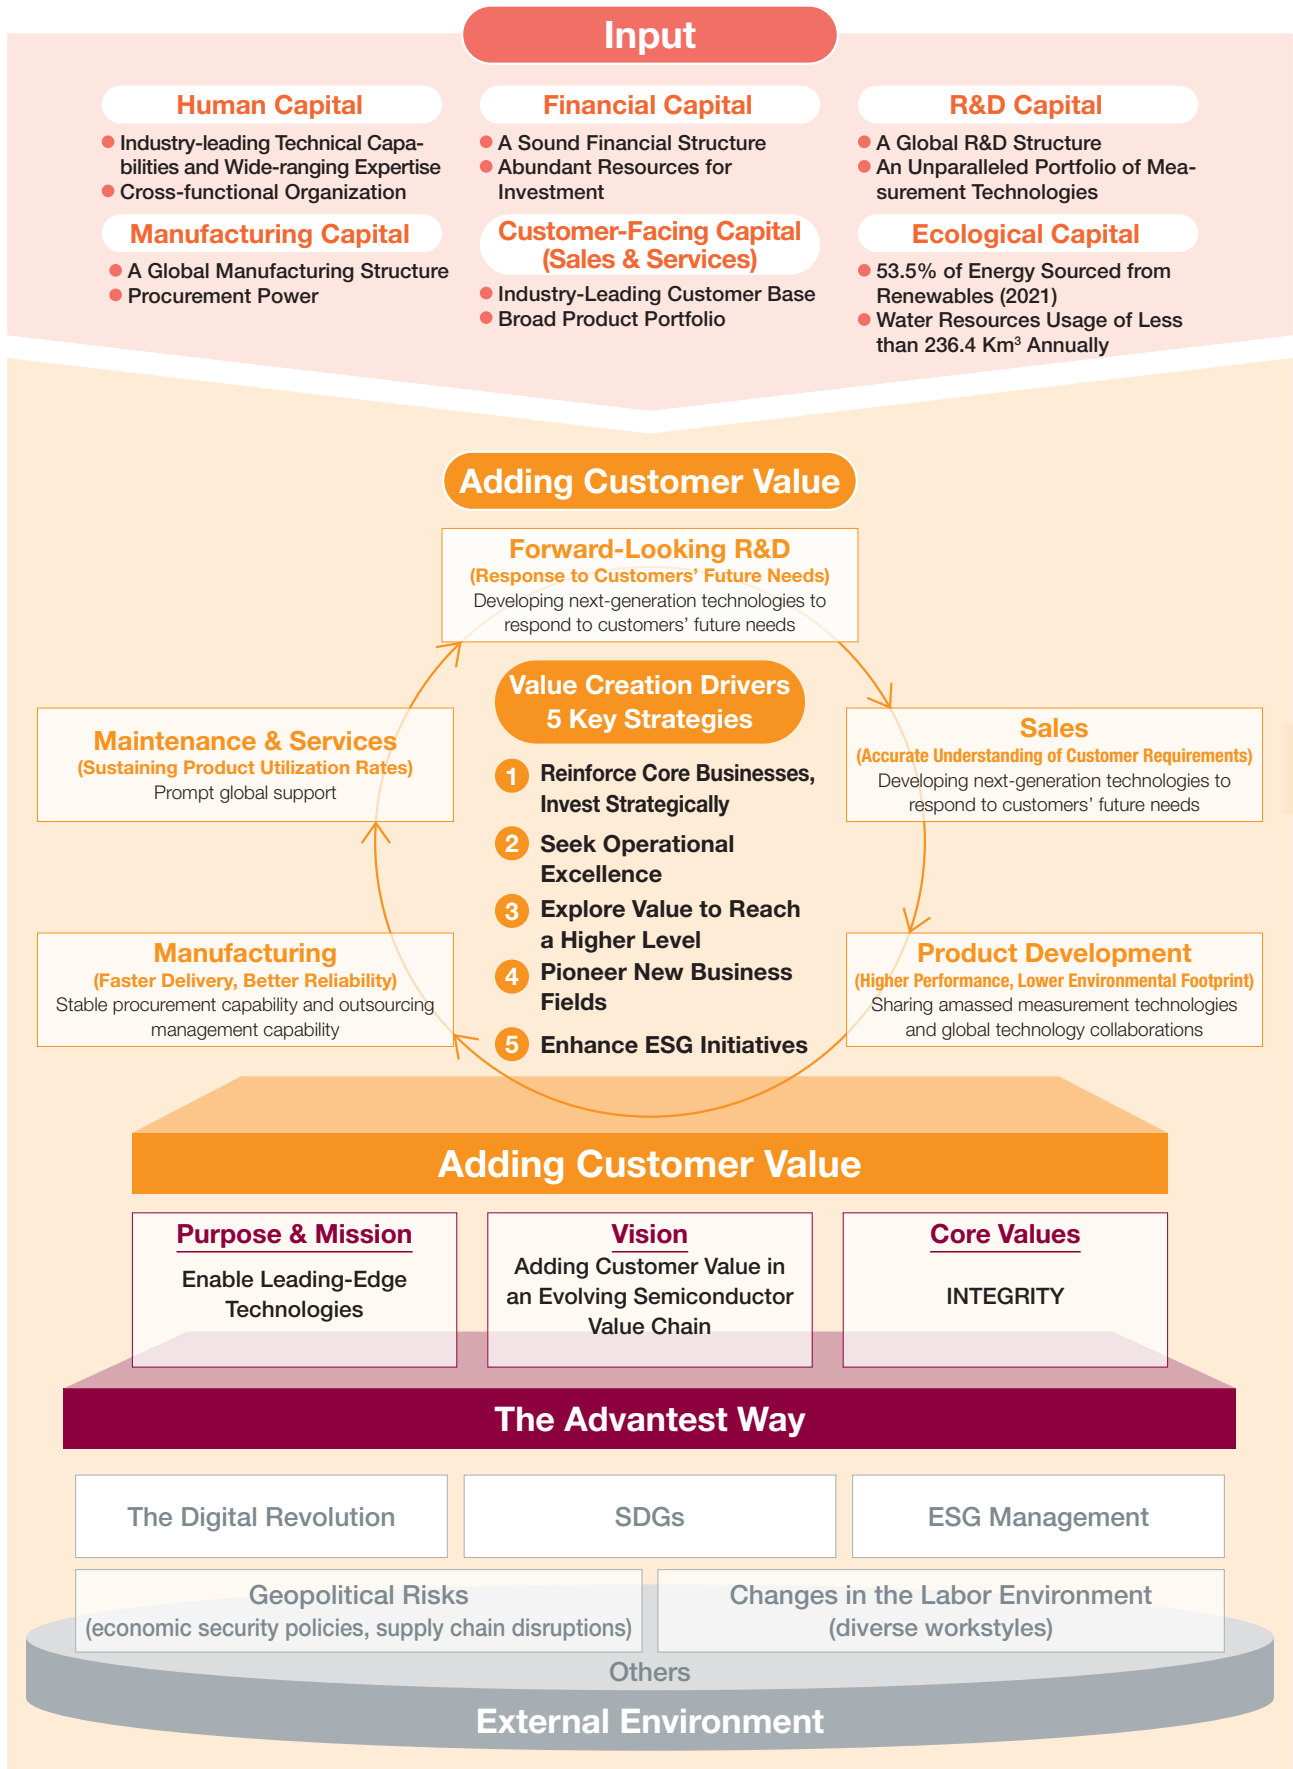 Input
Human Capital
Industry-leading Technical Capa-
bilities and Wide-ranging Expertise
Cross-functional Organization
Financial Capital
A Sound Financial Structure
Abundant Resources for
Investment
R&D Capital
A Global R&D Structure
An Unparalleled Portfolio of Mea-
surement Technologies
Manufacturing Capital
A Global Manufacturing Structure
Procurement Power
Customer-Facing Capital
(Sales & Services)
Industry-Leading Customer Base
Broad Product Portfolio
Ecological Capital
53.5% of Energy Sourced from
Renewables (2021)
Water Resources Usage of Less
than 236.4 Km³ Annually
Adding Customer Value
Forward-Looking R&D
(Response to Customers’ Future Needs)
Developing next-generation technologies to
respond to customers’ future needs
Sales
(Accurate Understanding of Customer Requirements)
Developing next-generation technologies to
respond to customers’ future needs
Product Development
(Higher Performance, Lower Environmental Footprint)
Sharing amassed measurement technologies
and global technology collaborations
Manufacturing
(Faster Delivery, Better Reliability)
Stable procurement capability and outsourcing
management capability
Maintenance & Services
(Sustaining Product Utilization Rates)
Prompt global support
Value Creation Drivers
5 Key Strategies
1 Reinforce Core Businesses,
Invest Strategically
2 Seek Operational
Excellence
3 Explore Value to Reach
a Higher Level
4 Pioneer New Business
Fields
5 Enhance ESG Initiatives
Adding Customer Value
Purpose & Mission
Enable Leading-Edge
Technologies
Vision
Adding Customer Value in
an Evolving Semiconductor
Value Chain
Core Values
INTEGRITY
The Advantest Way
The Digital Revolution
SDGs
ESG Management
Geopolitical Risks
(economic security policies, supply chain disruptions)
Changes in the Labor Environment
(diverse workstyles)
Others
External Environment